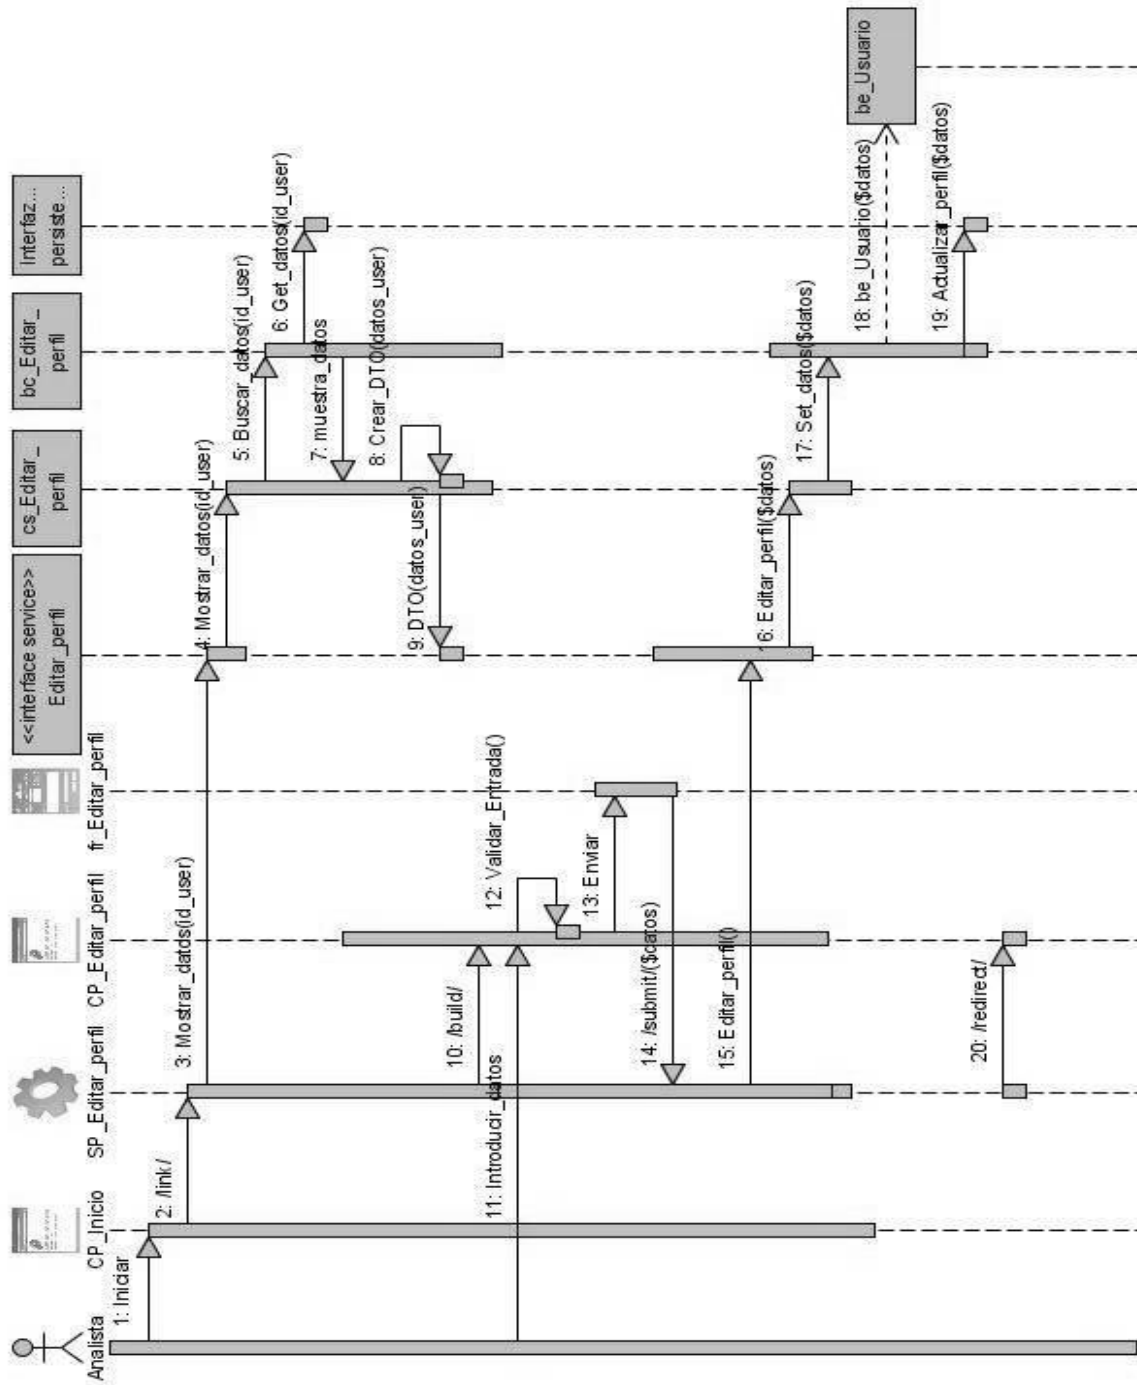 Analista
CP_Inicio
SP_Editar_perfil
CP_Editar_perfil
fr_Editar_perfil
<<interface service>>
Editar_perfil
cs_Editar_
perfil
bc_Editar_
perfil
Interfaz...
persiste...
be_Usuario
1: Iniciar
2: /link/
3: Mostrar_datos(id_user)
4: Mostrar_datos(id_user)
5: Buscar_datos(id_user)
6: Get_datos(id_user)
7: muestra_datos
8: Crear_DTO(datos_user)
9: DTO(datos_user)
10: /build/
11: Introducir_datos
12: Validar_Entrada()
13: Enviar
14: /submit/($datos)
15: Editar_perfil()
16: Editar_perfil($datos)
17: Set_datos($datos)
18: be_Usuario($datos)
19: Actualizar_perfil($datos)
20: /redirect/